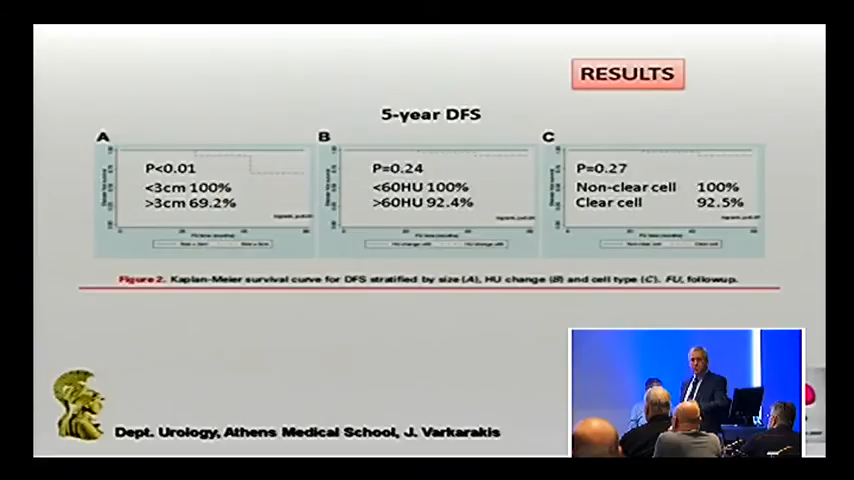 RESULTS
5-year DFS
A
B
C
P<0.01
<3cm 100%
>3cm 69.2%
P=0.24
<60HU 100%
>60HU 92.4%
P=0.27
Non-clear cell 100%
Clear cell 92.5%
Figure 2. Kaplan-Meier survival curve for DFS stratified by size (A), HU change (B) and cell type (C). FU, followup.
Dept. Urology, Athens Medical School, J. Varkarakis